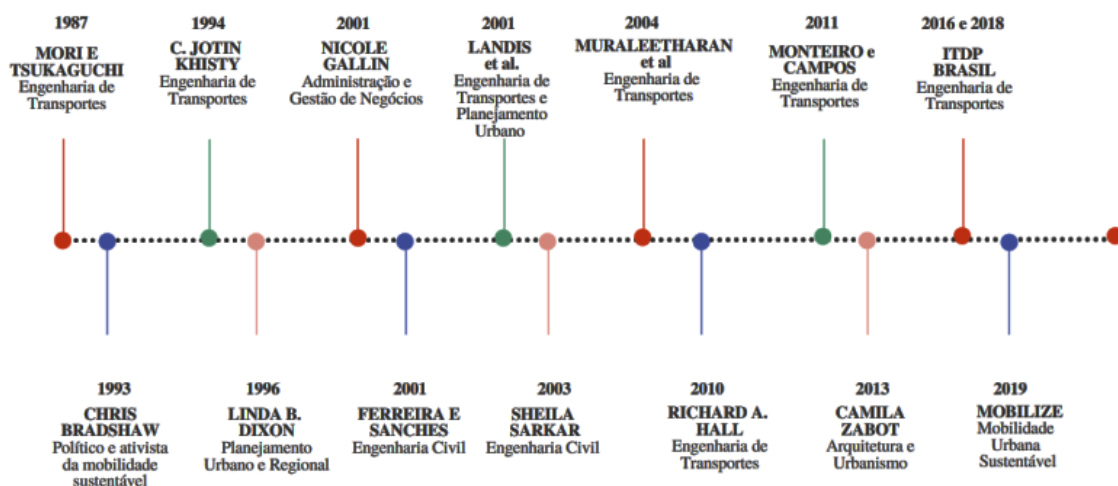 1987
MORI E
TSUKAGUCHI
Engenharia de
Transportes
1994
C. JOTIN
KHISTY
Engenharia de
Transportes
2001
NICOLE
GALLIN
Administração e
Gestão de Negócios
2001
LANDIS
et al.
Engenharia de
Transportes e
Planejamento
Urbano
2004
MURALEETHARAN
et al
Engenharia de
Transportes
2011
MONTEIRO e
CAMPOS
Engenharia de
Transportes
2016 e 2018
ITDP
BRASIL
Engenharia de
Transportes
1993
CHRIS
BRADSHAW
Político e ativista
da mobilidade
sustentável
1996
LINDA B.
DIXON
Planejamento
Urbano e Regional
2001
FERREIRA E
SANCHES
Engenharia Civil
2003
SHEILA
SARKAR
Engenharia Civil
2010
RICHARD A.
HALL
Engenharia de
Transportes
2013
CAMILA
ZABOT
Arquitetura e
Urbanismo
2019
MOBILIZE
Mobilidade
Urbana
Sustentável